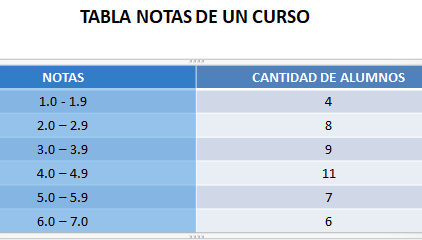 TABLA NOTAS DE UN CURSO
NOTAS CANTIDAD DE ALUMNOS
1.0 - 1.9 4
2.0 – 2.9 8
3.0 – 3.9 9
4.0 – 4.9 11
5.0 – 5.9 7
6.0 – 7.0 6